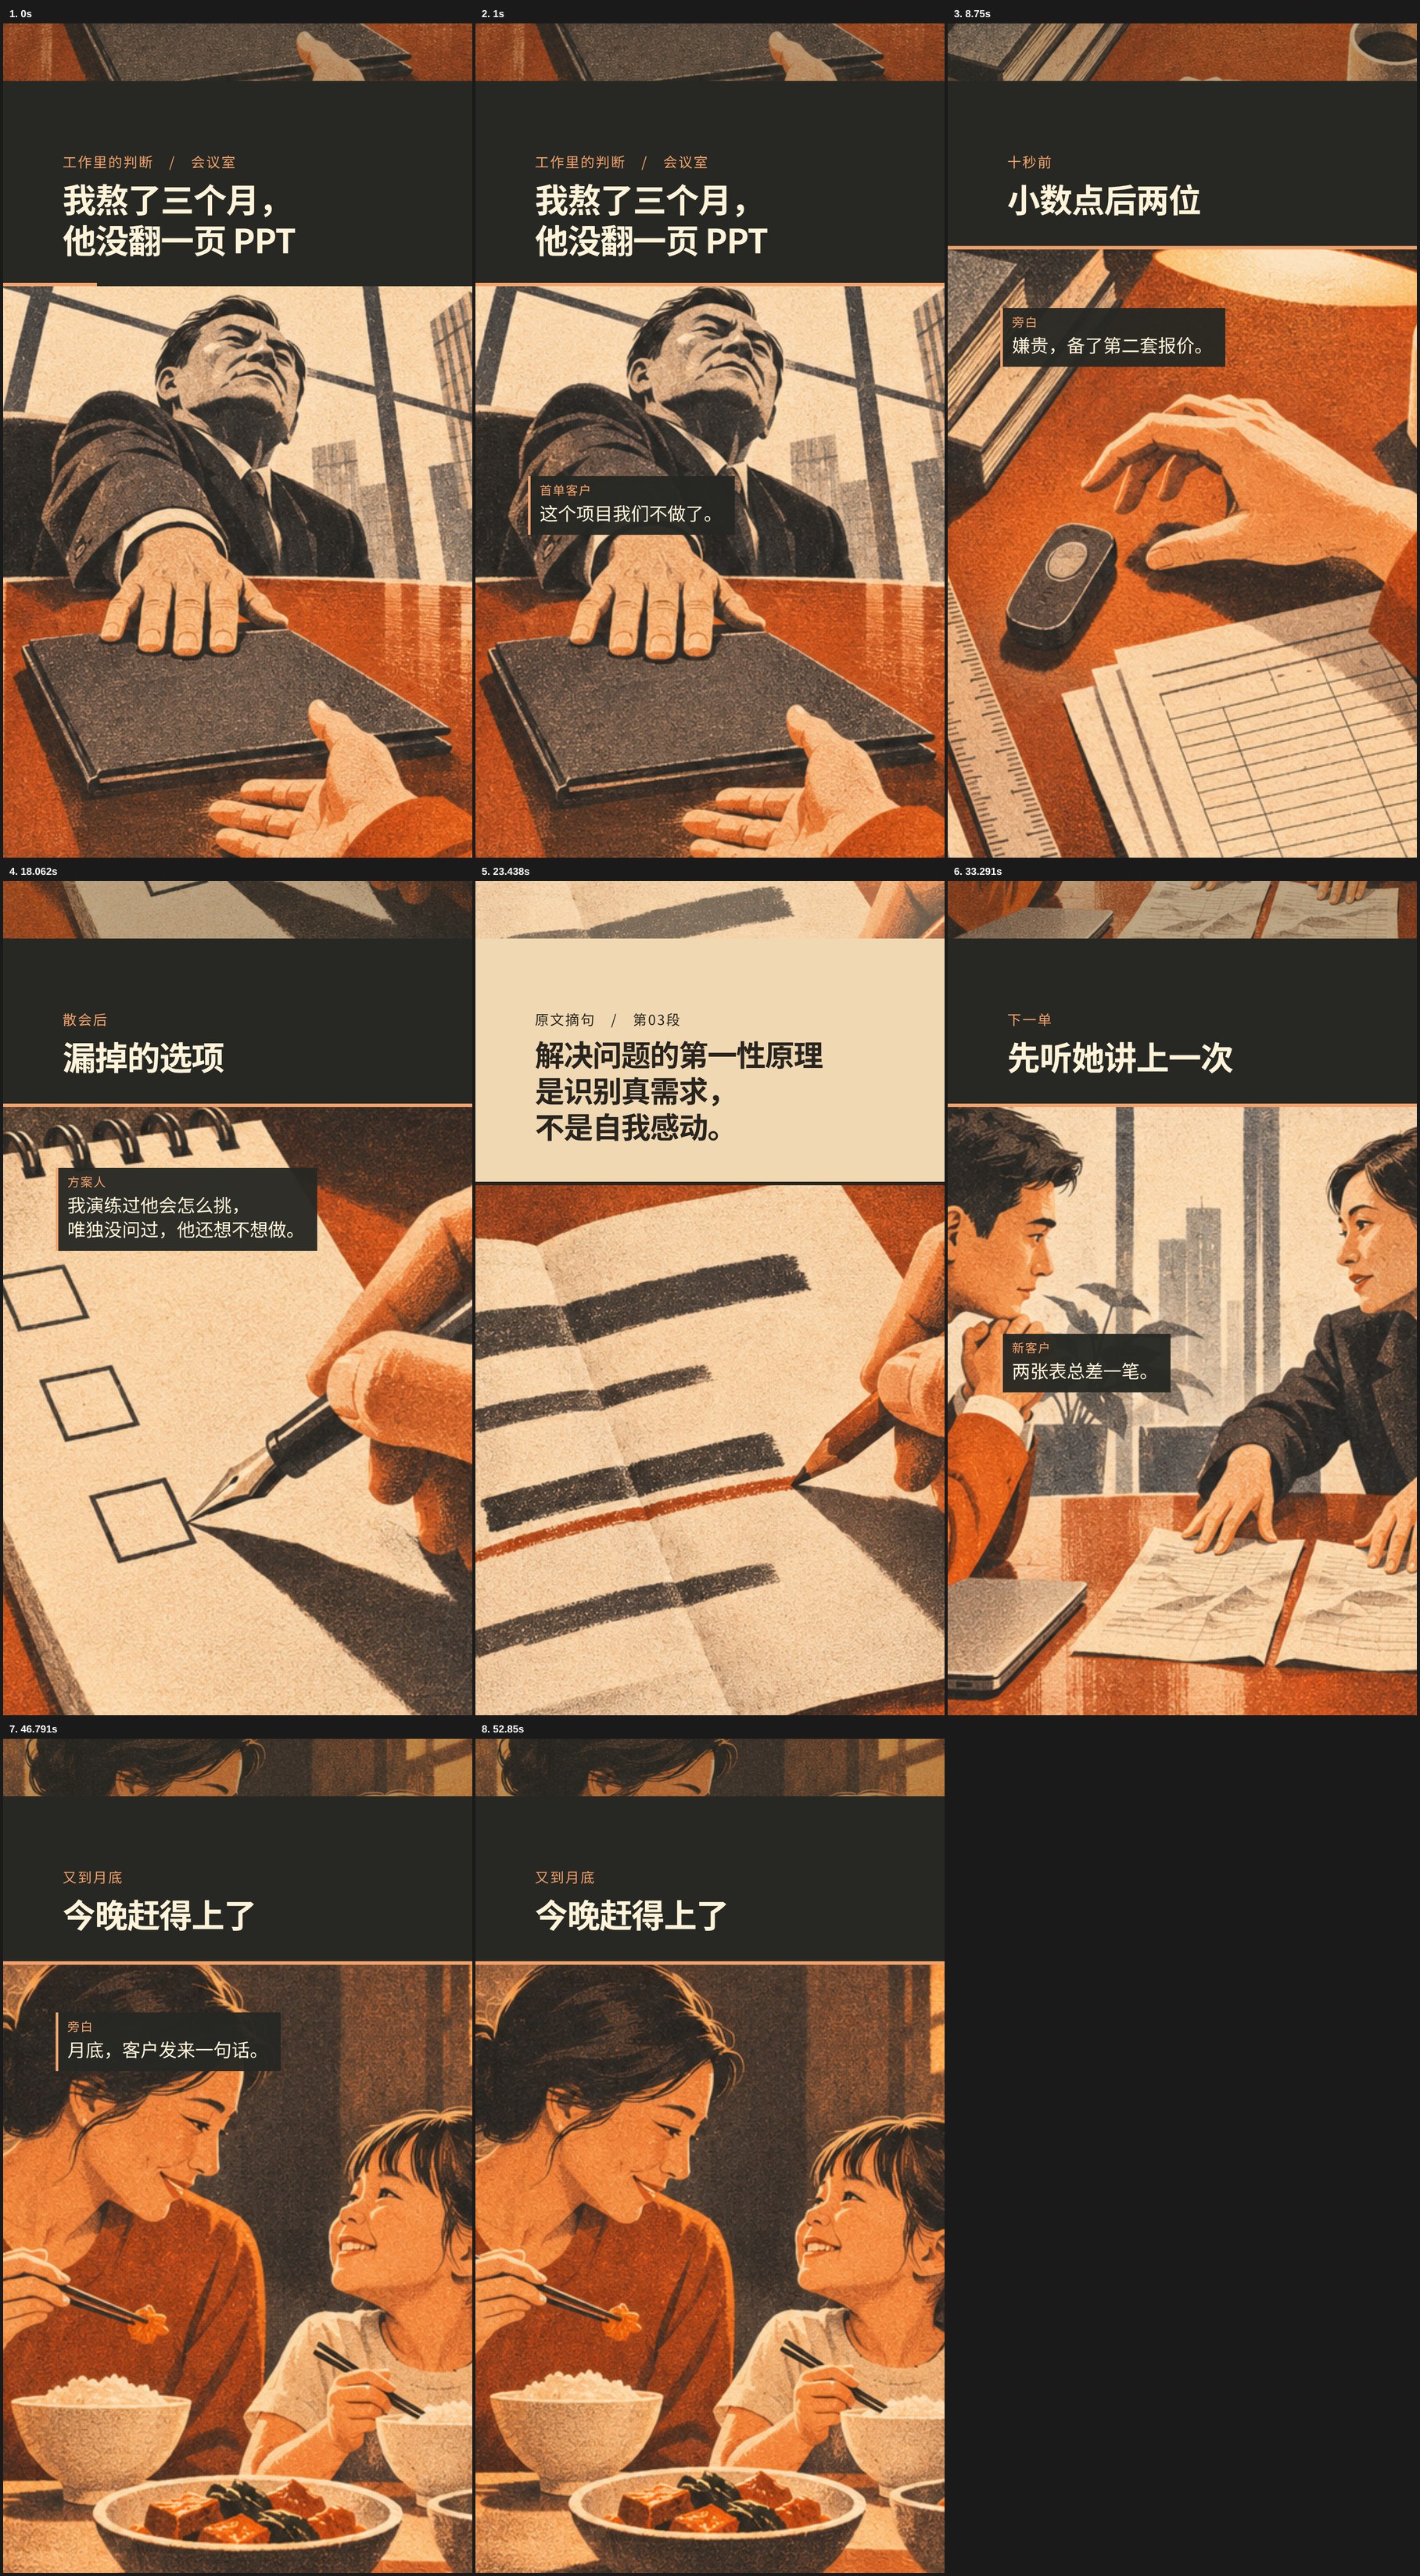 1. 0s
工作里的判断 / 会议室
我熬了三个月，
他没翻一页 PPT
2. 1s
工作里的判断 / 会议室
我熬了三个月，
他没翻一页 PPT
首单客户
这个项目我们不做了。
3. 8.75s
十秒前
小数点后两位
旁白
嫌贵，备了第二套报价。
4. 18.062s
散会后
漏掉的选项
方案人
我演练过他会怎么挑，
唯独没问过，他还想不想做。
5. 23.438s
原文摘句 / 第03段
解决问题的第一性原理
是识别真需求，
不是自我感动。
6. 33.291s
下一单
先听她讲上一次
新客户
两张表总差一笔。
7. 46.791s
又到月底
今晚赶得上了
旁白
月底，客户发来一句话。
8. 52.85s
又到月底
今晚赶得上了